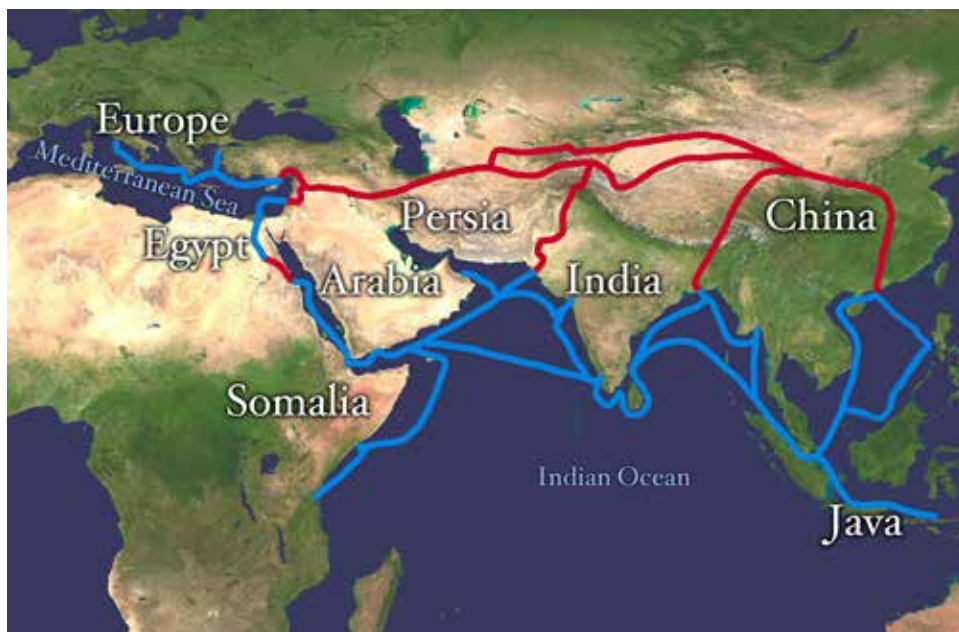 Europe
Mediterranean Sea
Egypt
Persia
Arabia
India
China
Somalia
Indian Ocean
Java